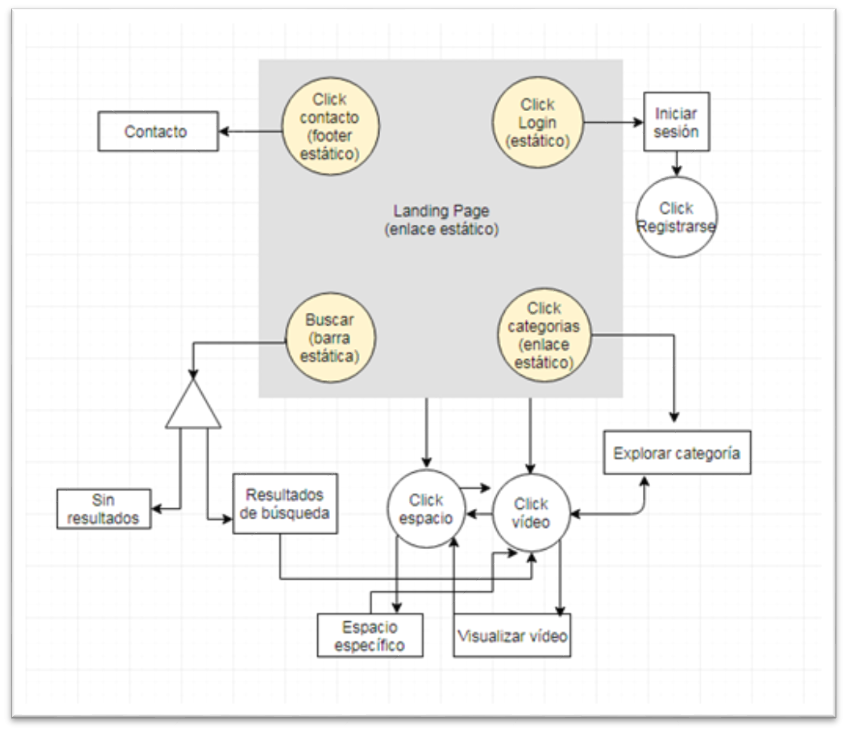 Click
contacto
(footer
estático)
Click
Login
(estático)
Iniciar
sesión
Contacto
Click
Registrarse
Landing Page
(enlace estático)
Buscar
(barra
estática)
Click
categorias
(enlace
estático)
Explorar categoría
Sin
resultados
Resultados
de búsqueda
Click
espacio
Click
vídeo
Espacio
específico
Visualizar vídeo